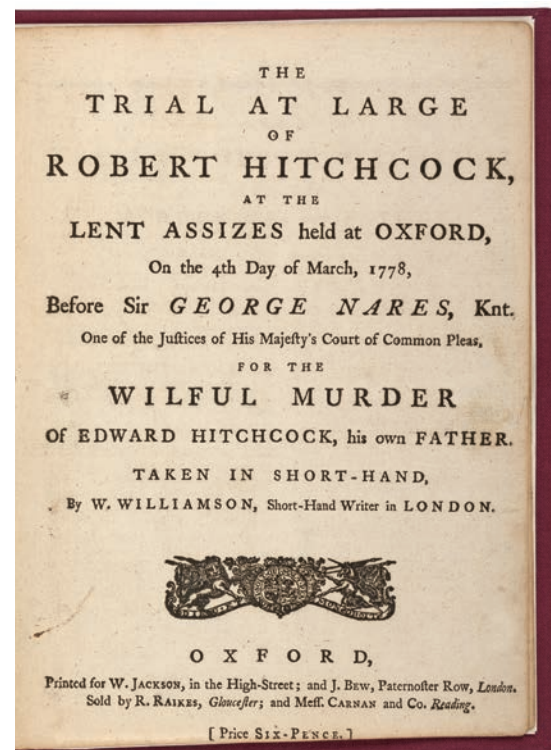 THE
TRIAL AT LARGE
OF
ROBERT HITCHCOCK,
AT THE
LENT ASSIZES held at OXFORD,
On the 4th Day of March, 1778,
Before Sir GEORGE NARES, Knt.
One of the Juſtices of His Majeſty's Court of Common Pleas,
FOR THE
WILFUL MURDER
Of EDWARD HITCHCOCK, his own FATHER.
TAKEN IN SHORT-HAND,
By W. WILLIAMSON, Short-Hand Writer in LONDON.
OXFORD,
Printed for W. JACKSON, in the High-Street; and J. BEW, Paternoſter Row, London.
Sold by R. RAIKES, Glouceſter; and Meſſ. CARNAN and Co. Reading.
[ Price SIX-PENCE. ]